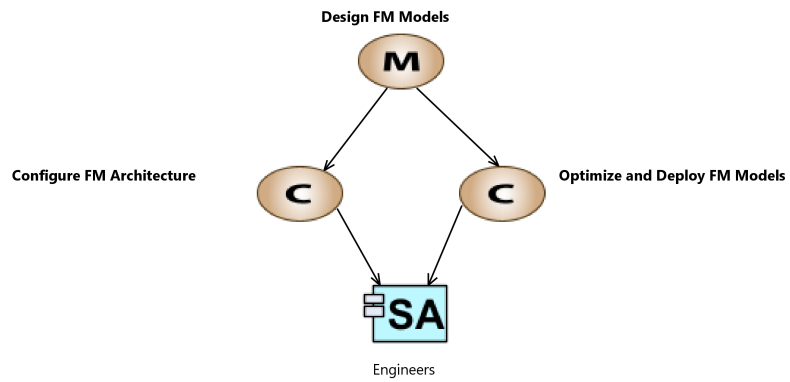 Design FM Models
M
Configure FM Architecture
C
C
Optimize and Deploy FM Models
SA
Engineers